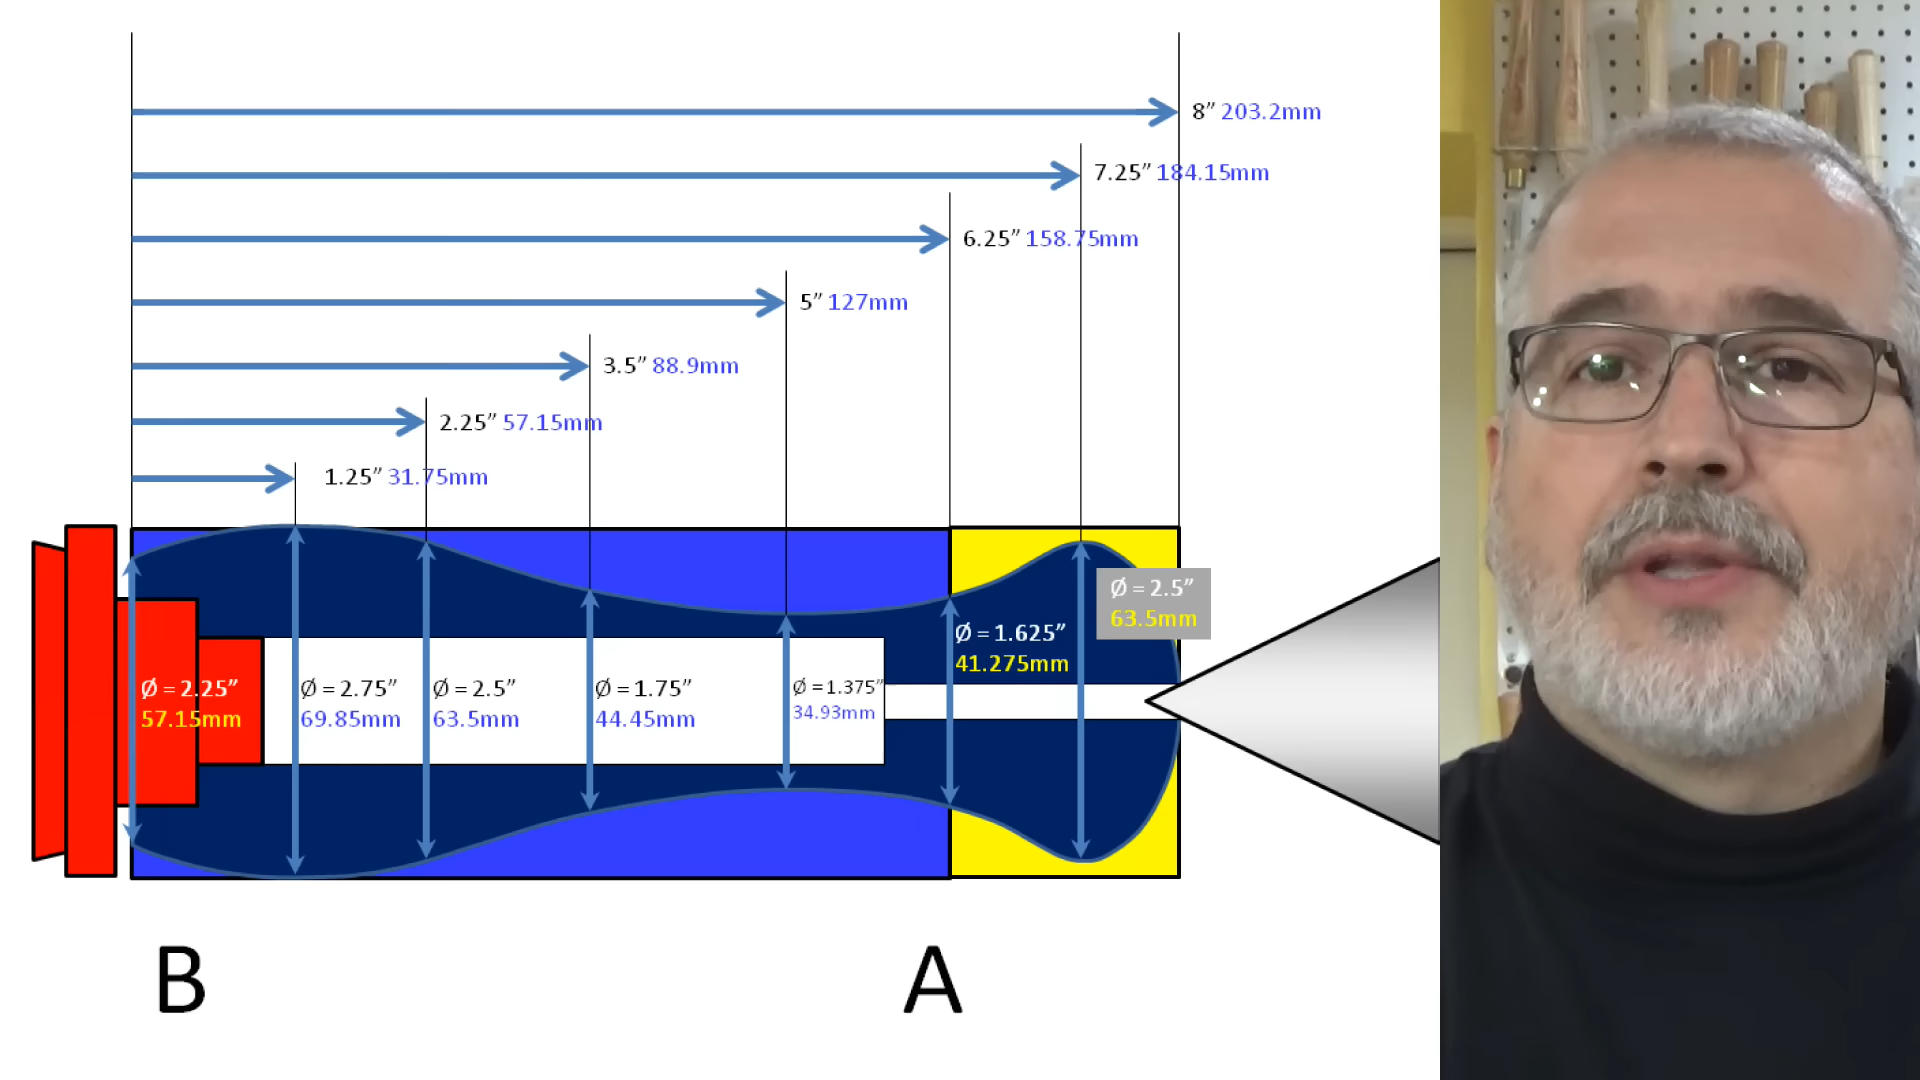 8” 203.2mm
7.25” 184.15mm
6.25” 158.75mm
5” 127mm
3.5” 88.9mm
2.25” 57.15mm
1.25” 31.75mm
Ø = 2.5”
63.5mm
Ø = 1.625”
41.275mm
Ø = 2.25”
57.15mm
Ø = 2.75”
69.85mm
Ø = 2.5”
63.5mm
Ø = 1.75”
44.45mm
Ø = 1.375”
34.93mm
B
A